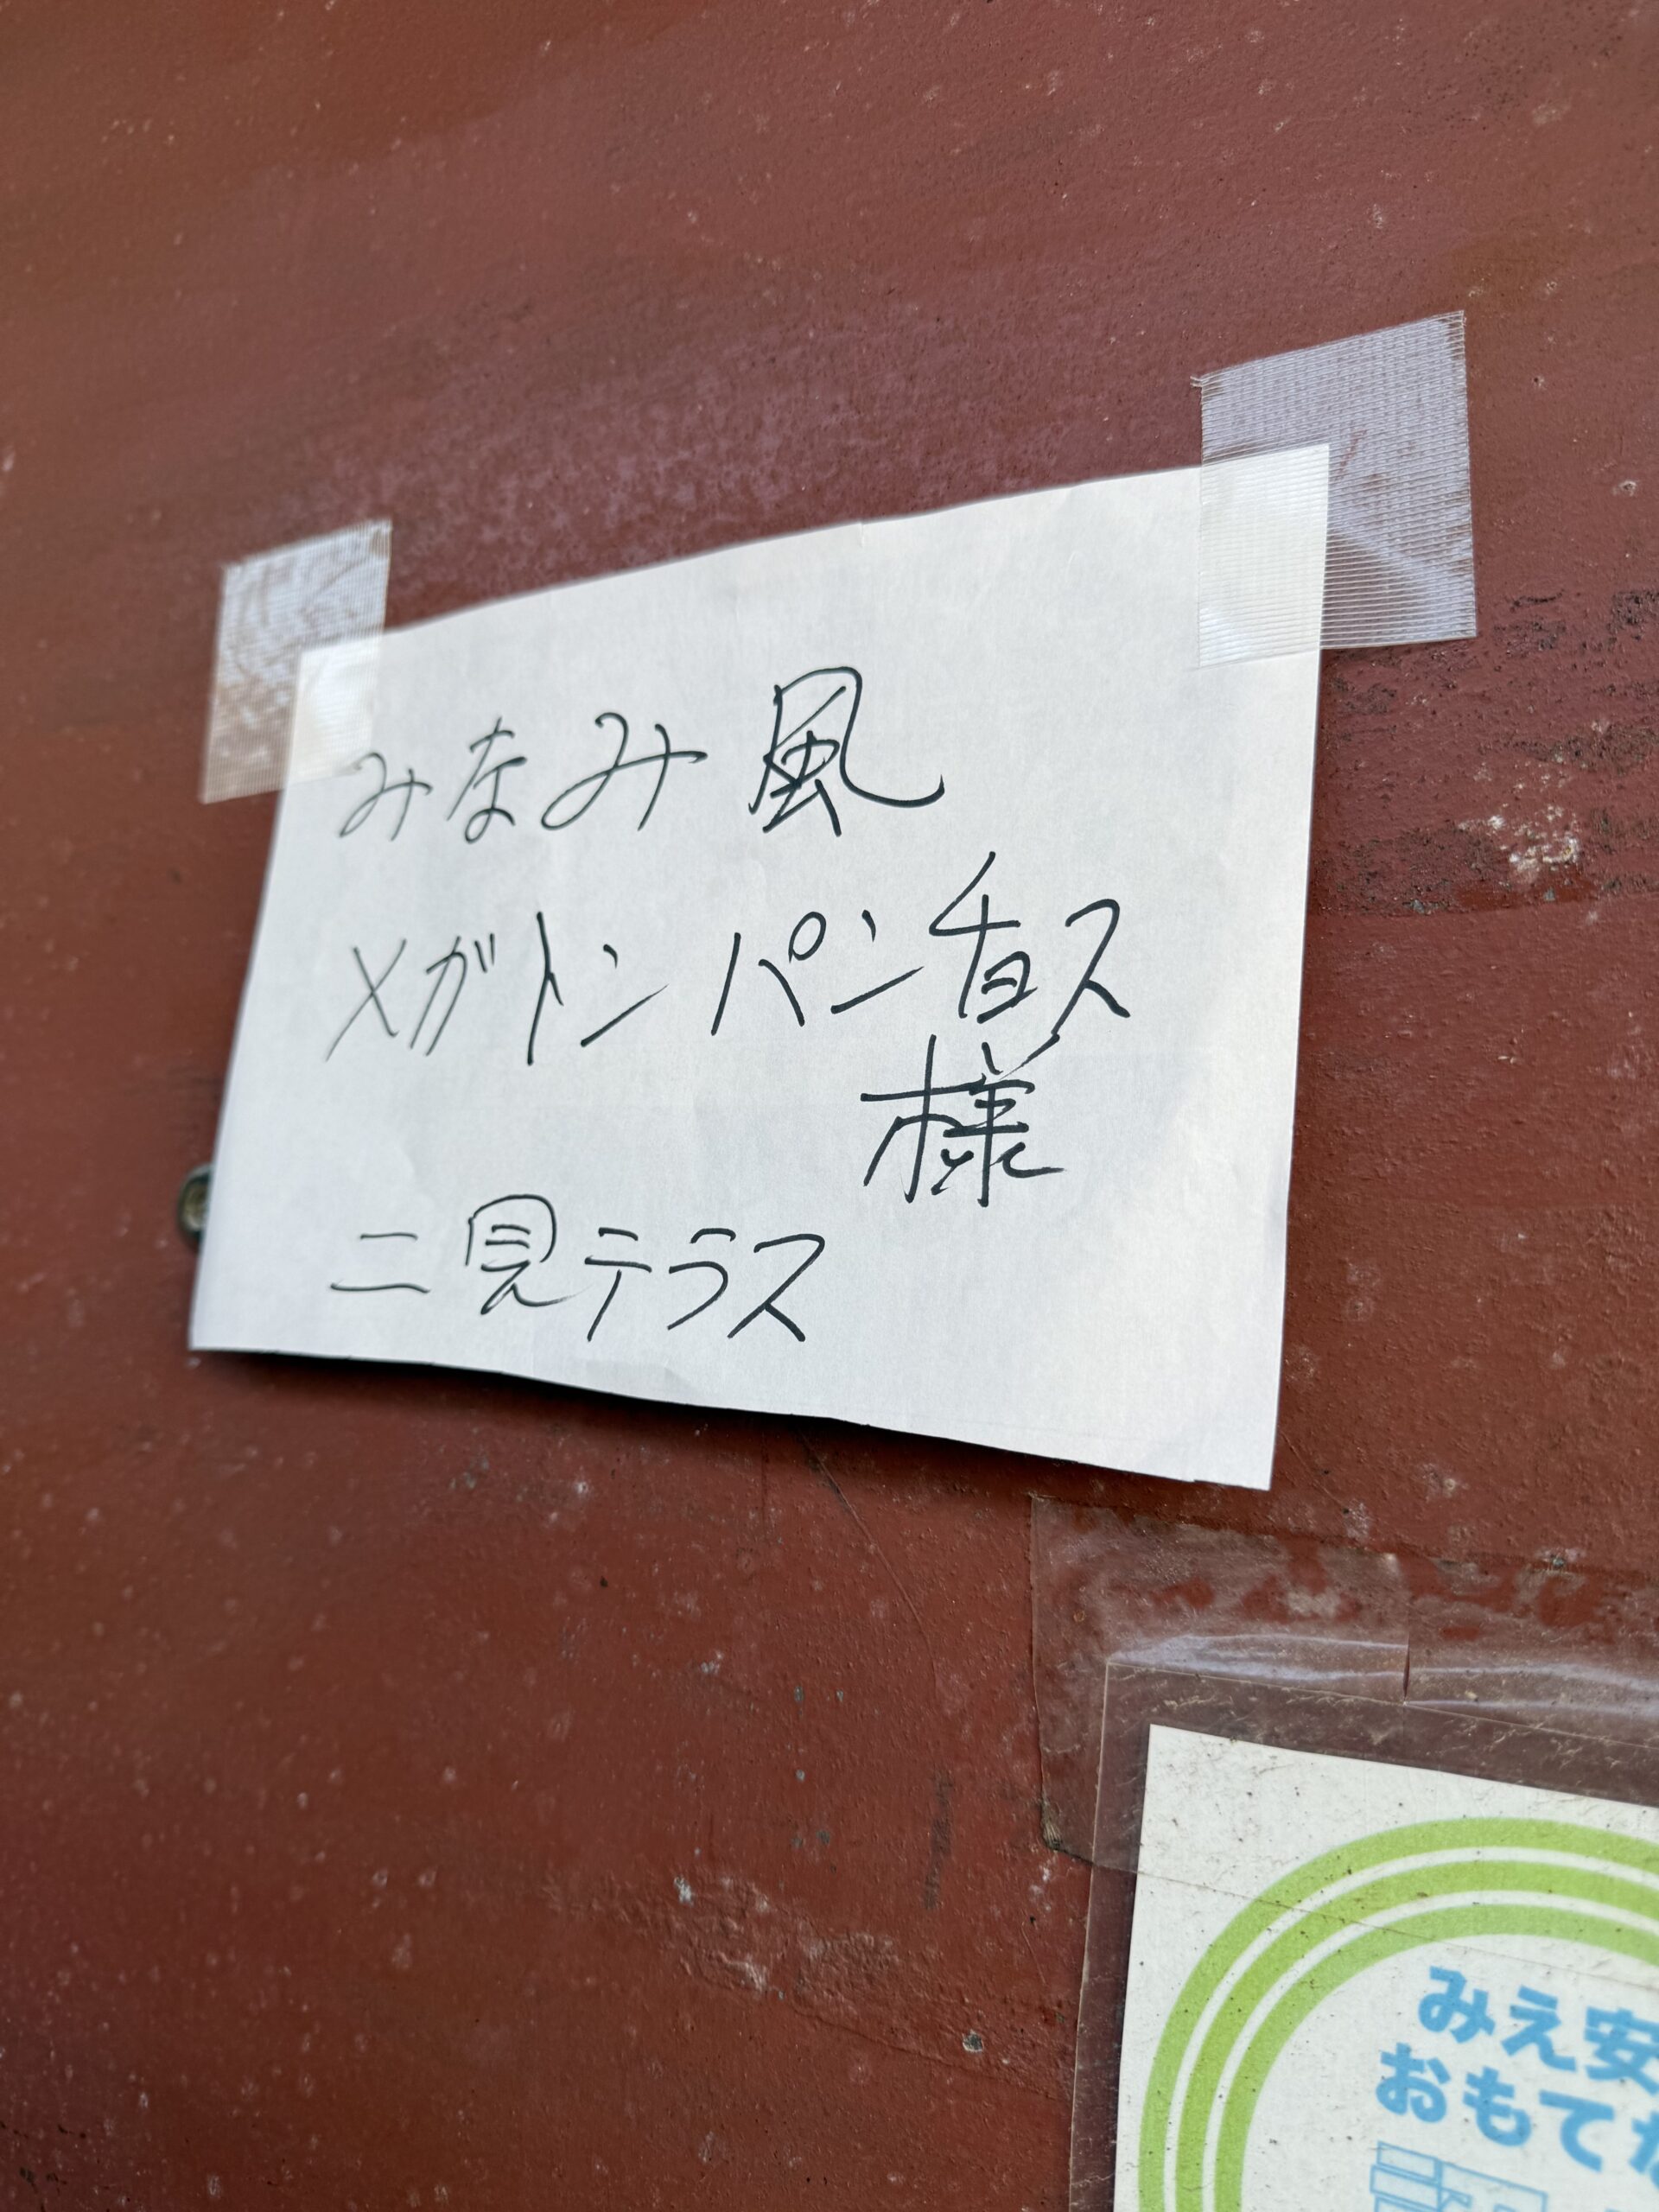 みなみ風
メガトンパンチョス
様
二見テラス
みえ安
おもてな